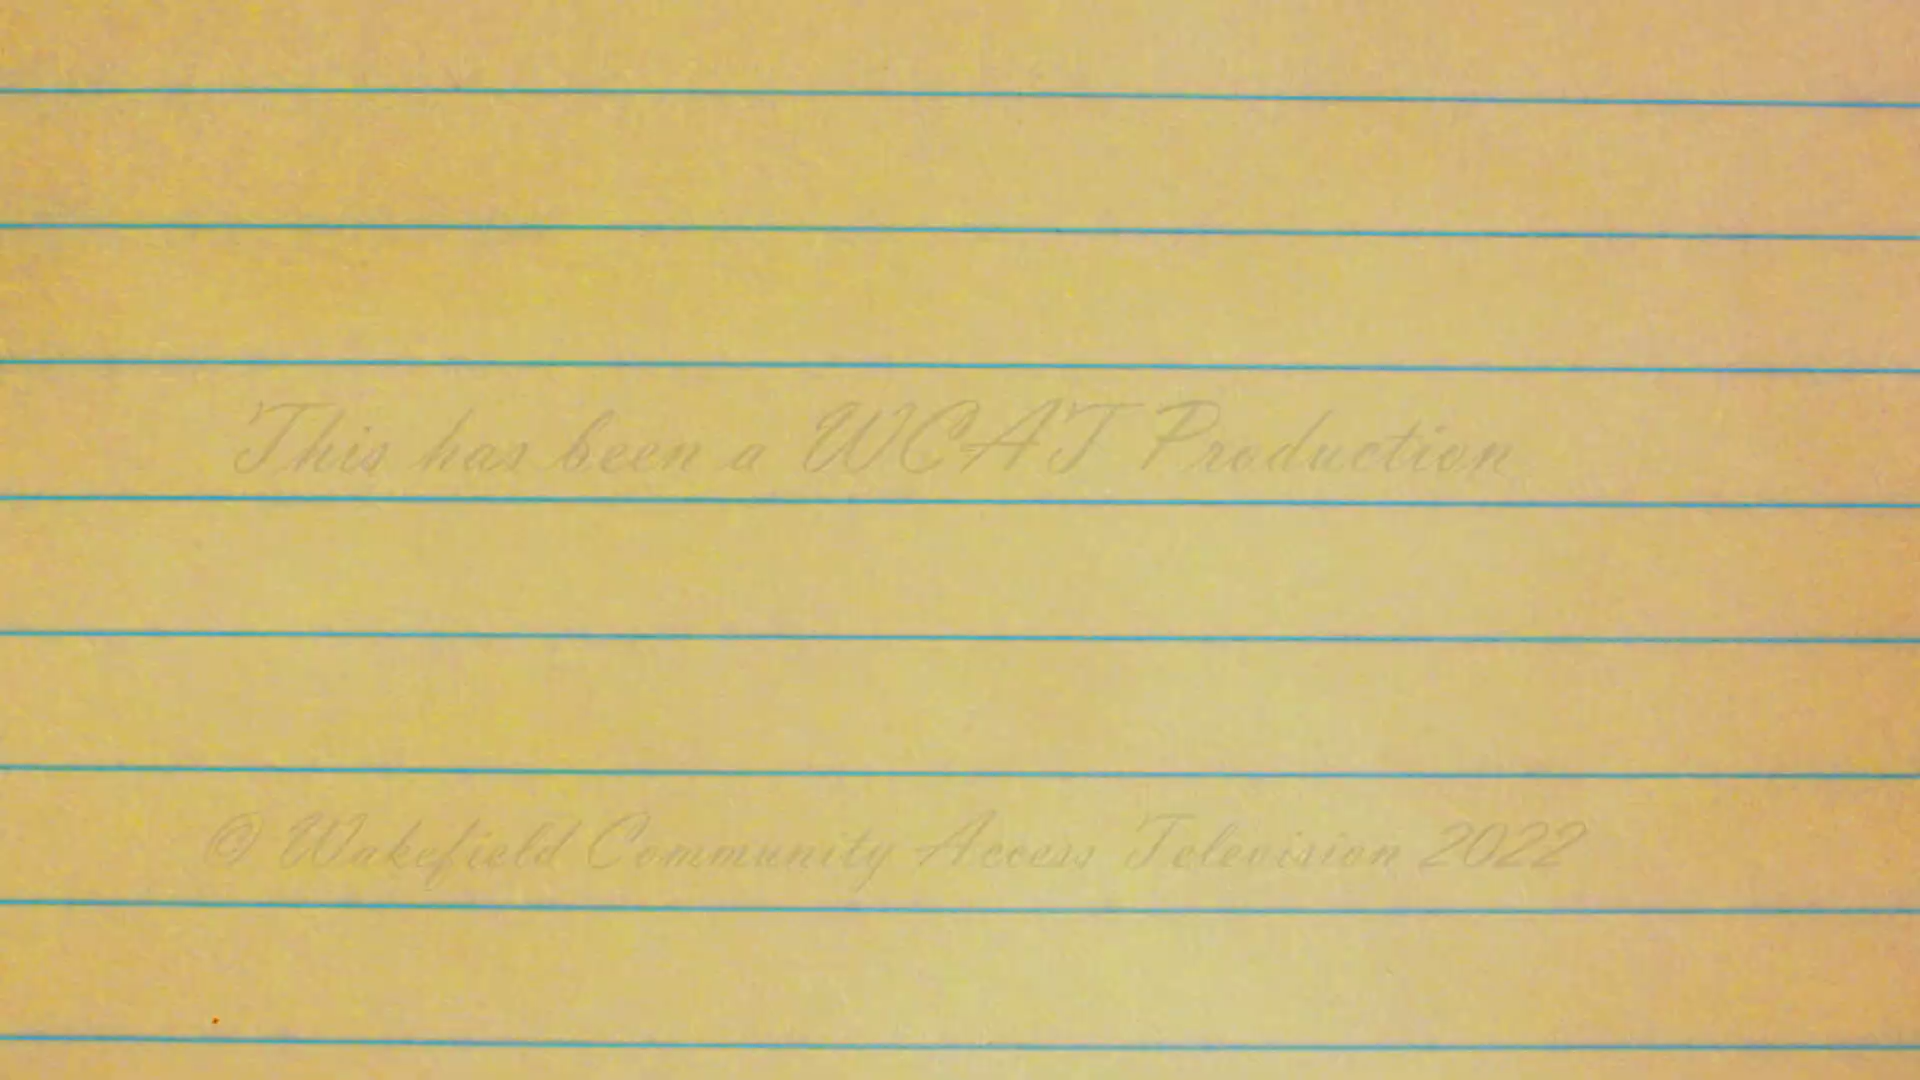 This has been a WCAT Production
© Wakefield Community Access Television 2022